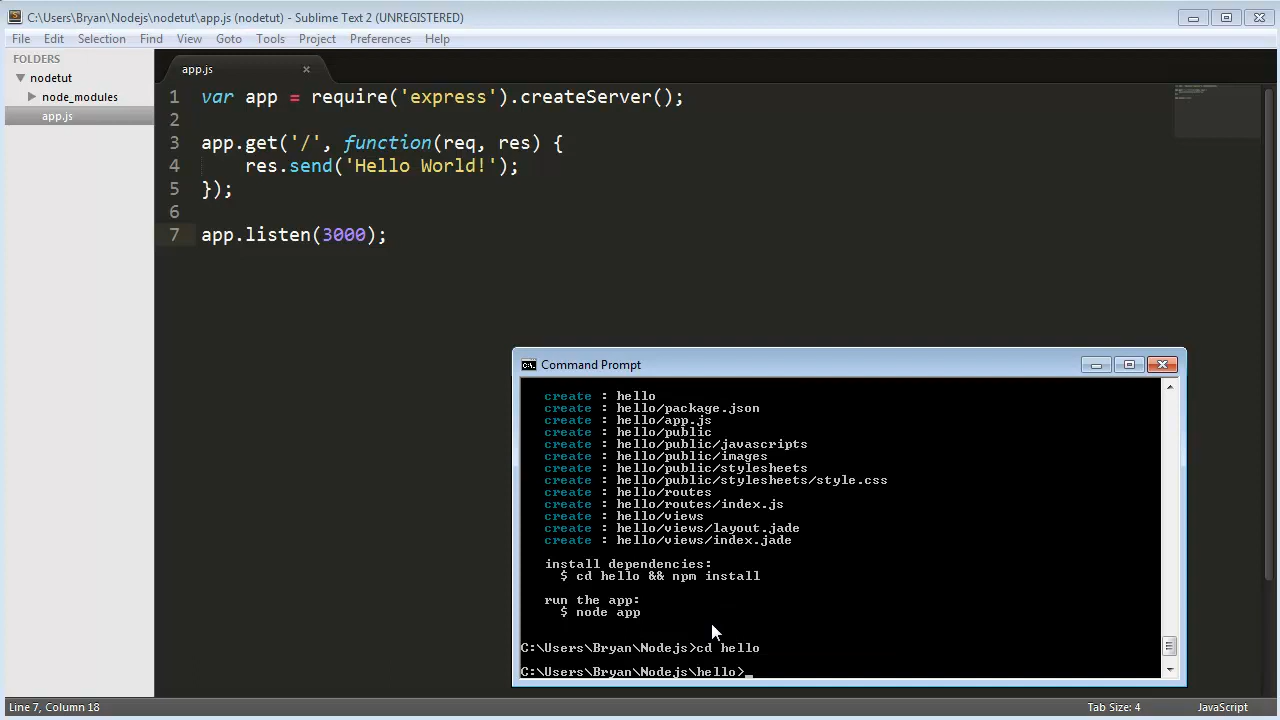 C:\Users\Bryan\Nodejs\nodetut\app.js (nodetut) - Sublime Text 2 (UNREGISTERED)
File Edit Selection Find View Goto Tools Project Preferences Help
FOLDERS
nodetut
node_modules
app.js
app.js
1 var app = require('express').createServer();
2
3 app.get('/', function(req, res) {
4     res.send('Hello World!');
5 });
6
7 app.listen(3000);
Command Prompt
create : hello
create : hello/package.json
create : hello/app.js
create : hello/public
create : hello/public/javascripts
create : hello/public/images
create : hello/public/stylesheets
create : hello/public/stylesheets/style.css
create : hello/routes
create : hello/routes/index.js
create : hello/views
create : hello/views/layout.jade
create : hello/views/index.jade
install dependencies:
$ cd hello && npm install
run the app:
$ node app
C:\Users\Bryan\Nodejs>cd hello
C:\Users\Bryan\Nodejs\hello>_
Line 7, Column 18 Tab Size: 4 JavaScript